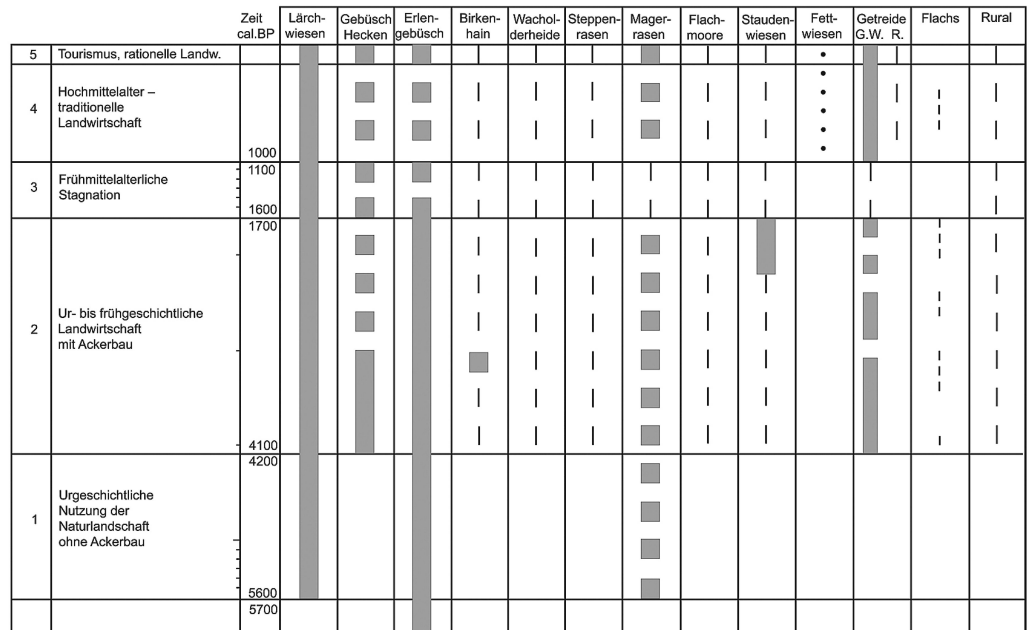 Zeit
cal.BP
Lärch-
wiesen
Gebüsch
Hecken
Erlen-
gebüsch
Birken-
hain
Wachol-
derheide
Steppen-
rasen
Mager-
rasen
Flach-
moore
Stauden-
wiesen
Fett-
wiesen
Getreide
G.W. R.
Flachs
Rural
5 Tourismus, rationelle Landw.
4
Hochmittelalter –
traditionelle
Landwirtschaft
1000
3
Frühmittelalterliche
Stagnation
1100
1600
2
Ur- bis frühgeschichtliche
Landwirtschaft
mit Ackerbau
1700
4100
1
Urgeschichtliche
Nutzung der
Naturlandschaft
ohne Ackerbau
4200
5600
5700